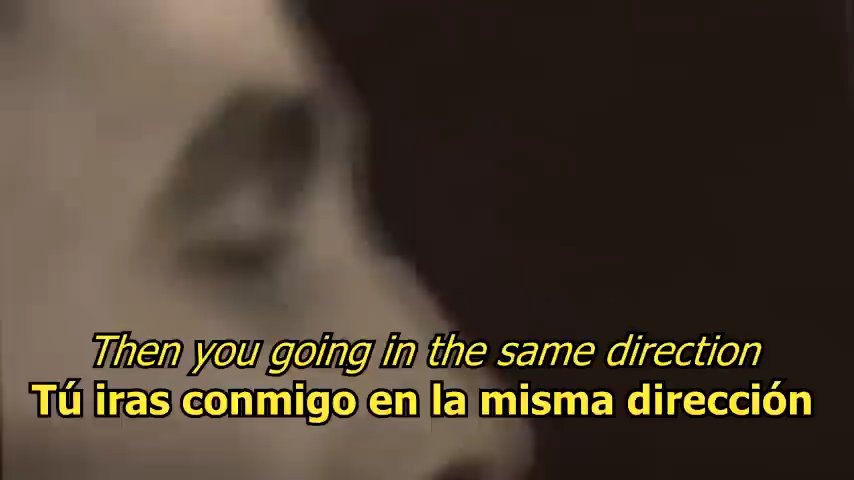 Then you going in the same direction
Tú iras conmigo en la misma dirección